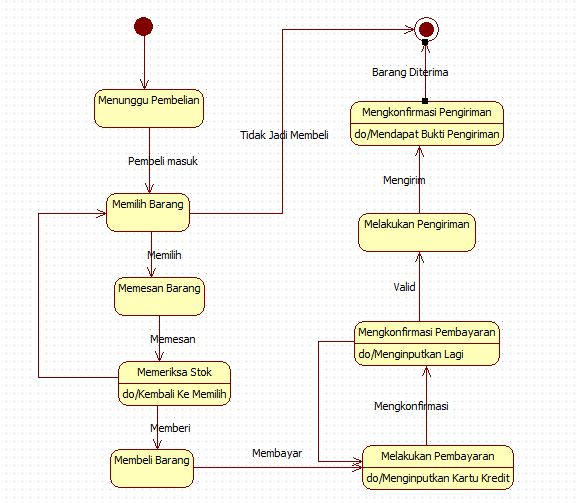 Menunggu Pembelian
Pembeli masuk
Tidak Jadi Membeli
Memilih Barang
Memilih
Memesan Barang
Memesan
Memeriksa Stok
do/Kembali Ke Memilih
Memberi
Membeli Barang
Membayar
Melakukan Pembayaran
do/Menginputkan Kartu Kredit
Mengkonfirmasi
Mengkonfirmasi Pembayaran
do/Menginputkan Lagi
Valid
Melakukan Pengiriman
Mengirim
Mengkonfirmasi Pengiriman
do/Mendapat Bukti Pengiriman
Barang Diterima